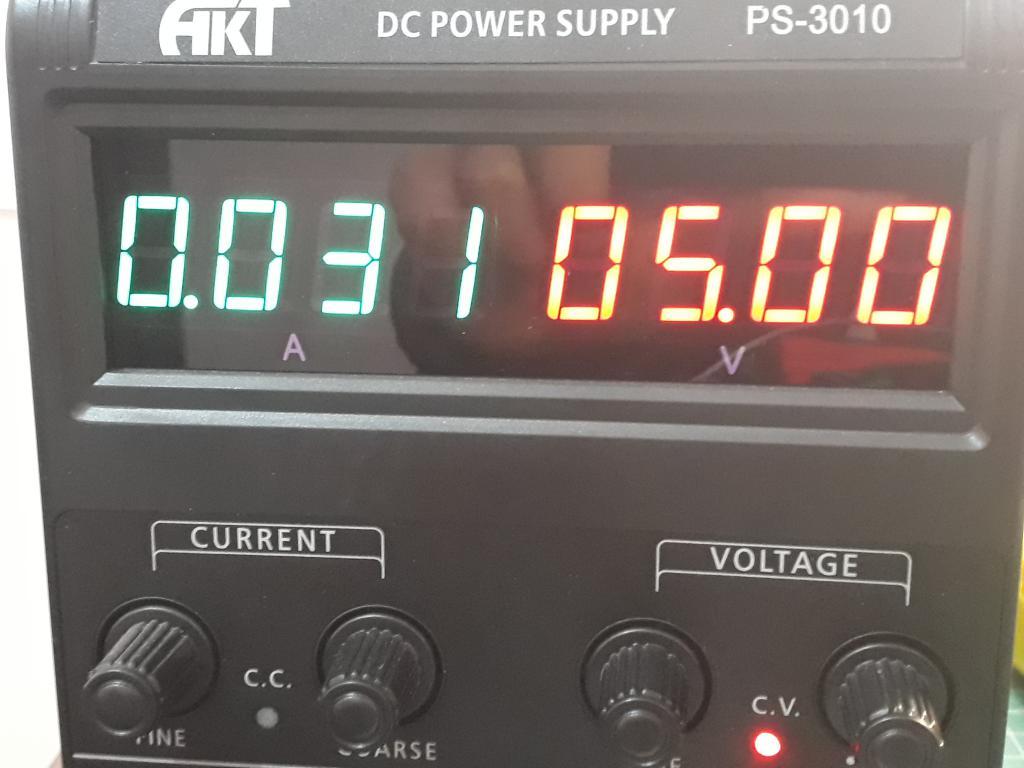 AKT DC POWER SUPPLY PS-3010
0.031 05.00
A V
CURRENT VOLTAGE
C.C. C.V.
FINE COARSE